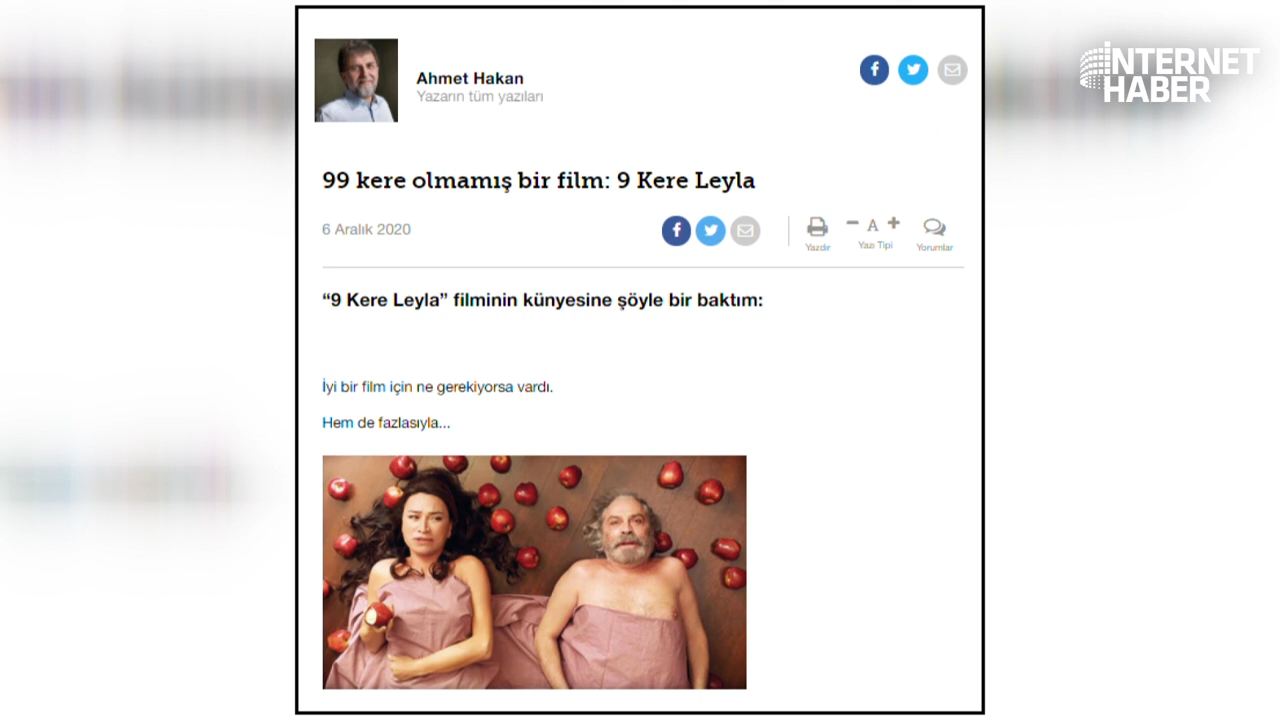 İNTERNET
HABER
Ahmet Hakan
Yazarın tüm yazıları
99 kere olmamış bir film: 9 Kere Leyla
6 Aralık 2020
Yazdır
A
Yazı Tipi
Yorumlar
“9 Kere Leyla” filminin künyesine şöyle bir baktım:
İyi bir film için ne gerekiyorsa vardı.
Hem de fazlasıyla...